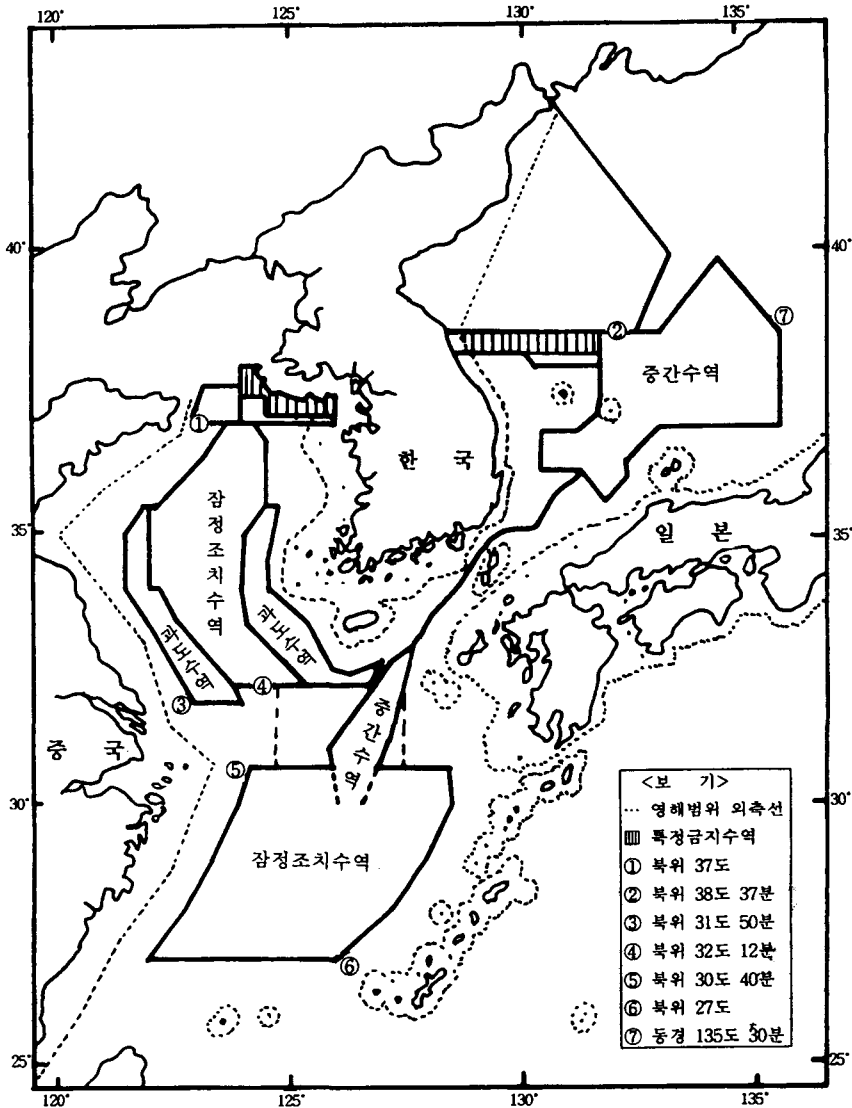 120°
125°
130°
135°
40°
40°
②
⑦
중간수역
①
한 국
잠정조치수역
35°
35°
일 본
과도수역
과도수역
④
③
중간수역
중 국
⑤
30°
30°
<보 기>
영해범위 외측선
특정금지수역
① 북위 37도
② 북위 38도 37분
③ 북위 31도 50분
④ 북위 32도 12분
⑤ 북위 30도 40분
⑥ 북위 27도
⑦ 동경 135도 30분
잠정조치수역
⑥
25°
25°
120°
125°
130°
135°